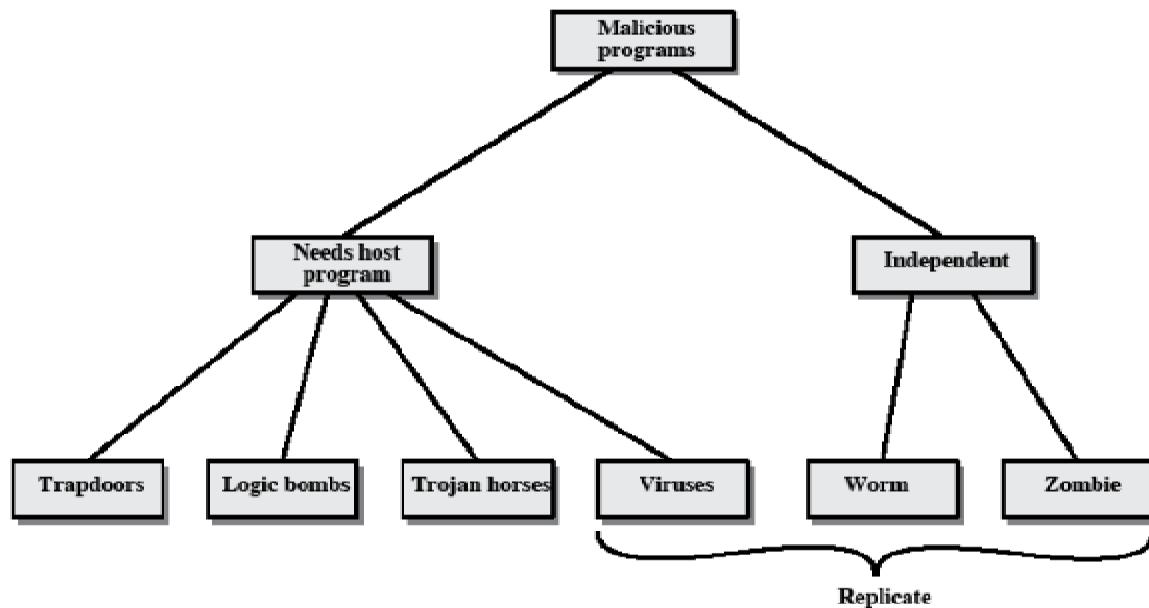 Malicious
programs
Needs host
program
Independent
Trapdoors
Logic bombs
Trojan horses
Viruses
Worm
Zombie
Replicate